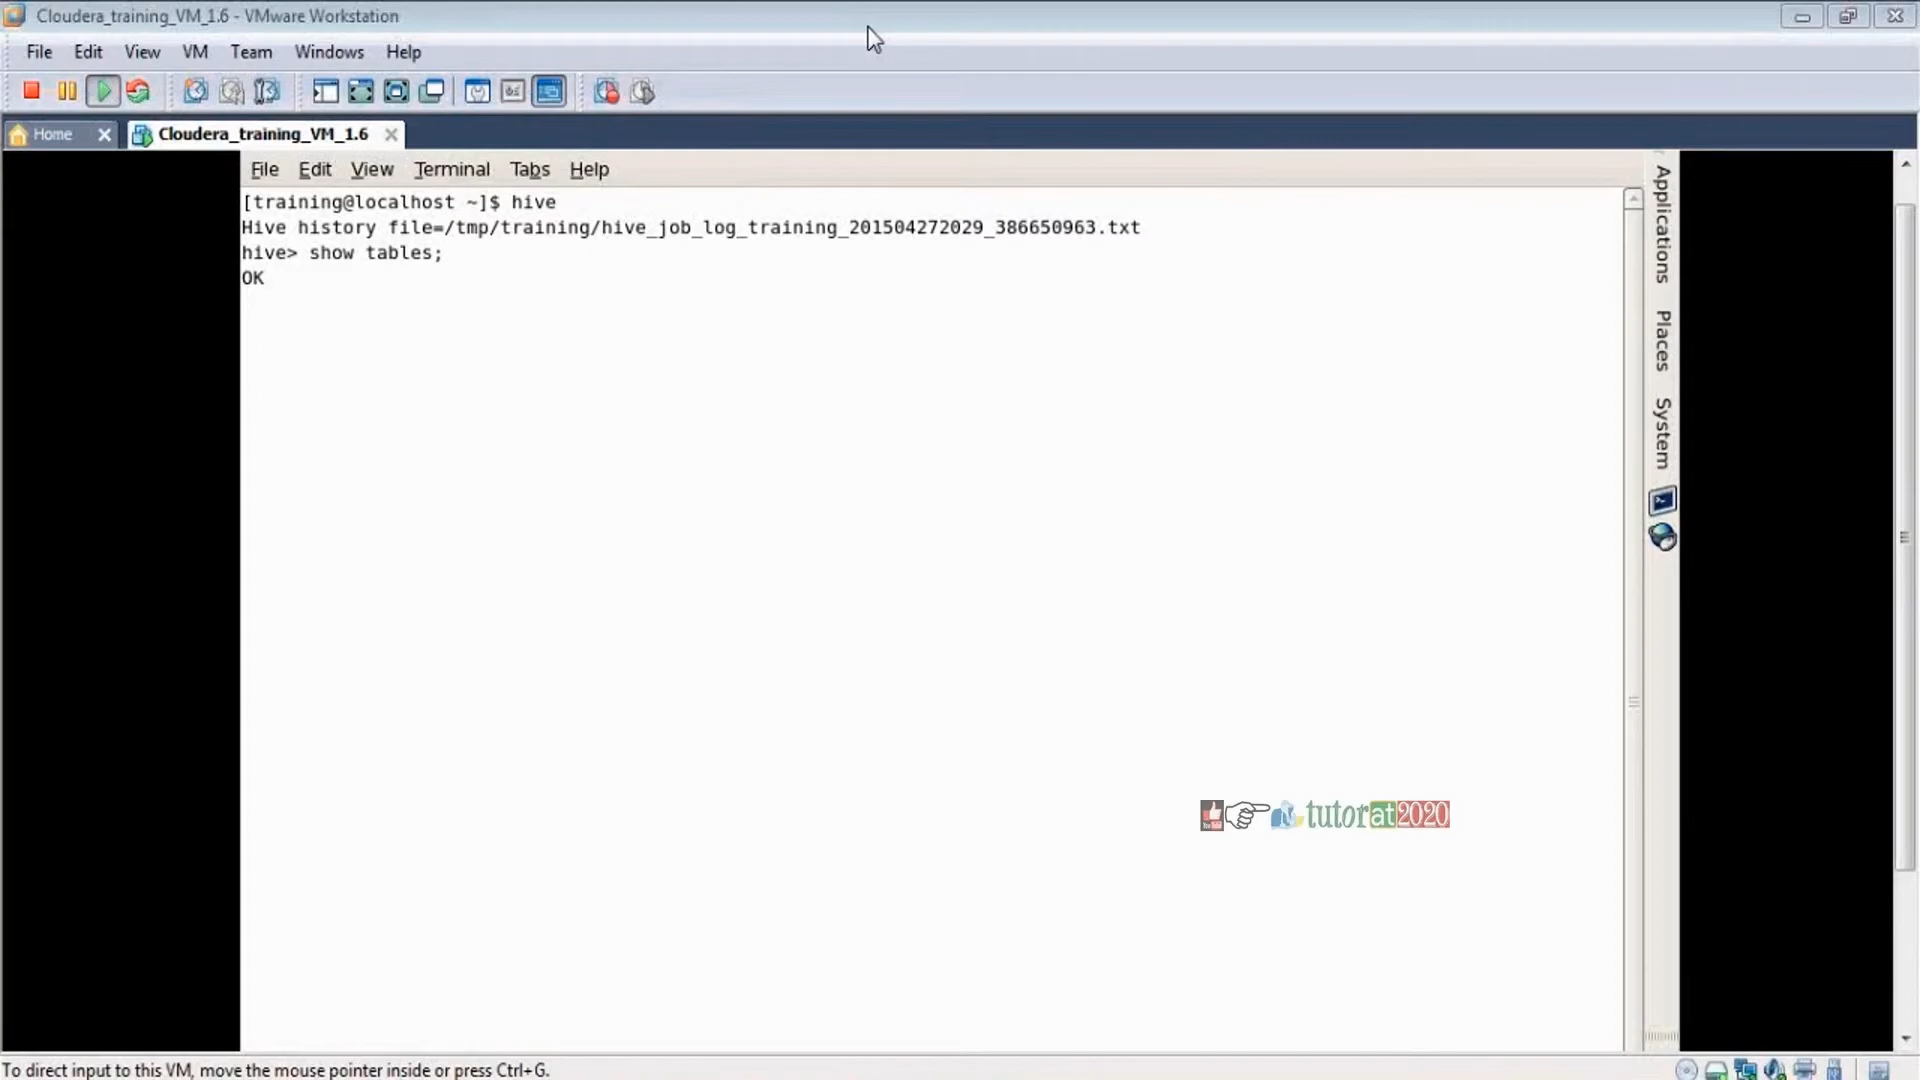 Cloudera_training_VM_1.6 - VMware Workstation
File Edit View VM Team Windows Help
Home Cloudera_training_VM_1.6
File Edit View Terminal Tabs Help
[training@localhost ~]$ hive
Hive history file=/tmp/training/hive_job_log_training_201504272029_386650963.txt
hive> show tables;
OK
Applications
Places
System
tutorat2020
To direct input to this VM, move the mouse pointer inside or press Ctrl+G.